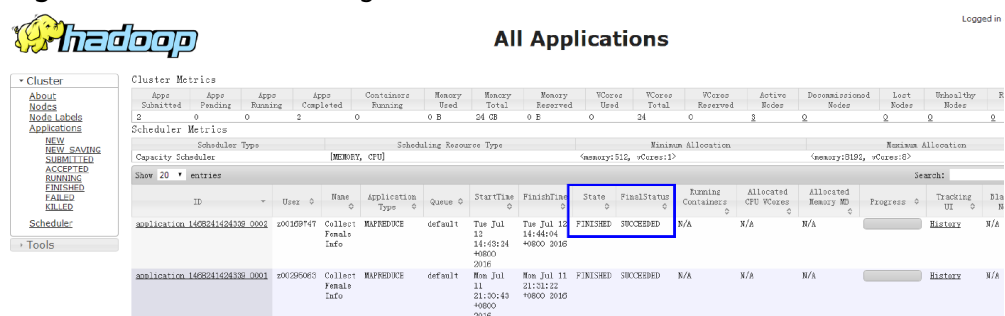 hadoop
Logged in
All Applications
Cluster
About
Nodes
Node Labels
Applications
NEW
NEW_SAVING
SUBMITTED
ACCEPTED
RUNNING
FINISHED
FAILED
KILLED
Scheduler
Tools
Cluster Metrics
Apps Submitted Apps Pending Apps Running Apps Completed Containers Running Memory Used Memory Total Memory Reserved VCores Used VCores Total VCores Reserved Active Nodes Decommissioned Nodes Lost Nodes Unhealthy Nodes
2 0 0 2 0 0 B 24 GB 0 B 0 24 0 3 0 0 0
Scheduler Metrics
Scheduler Type Scheduling Resource Type Minimum Allocation Maximum Allocation
Capacity Scheduler [MEMORY, CPU] <memory:512, vCores:1> <memory:8192, vCores:8>
Show 20 entries Search:
ID User Name Application Type Queue StartTime FinishTime State FinalStatus Running Containers Allocated CPU VCores Allocated Memory MB Progress Tracking UI
application_1468241424339_0002 z00169747 Collect Female Info MAPREDUCE default Tue Jul 12 14:43:24 +0800 2016 Tue Jul 12 14:44:04 +0800 2016 FINISHED SUCCEEDED N/A N/A N/A History N/A
application_1468241424339_0001 z00295063 Collect Female Info MAPREDUCE default Mon Jul 11 21:30:43 +0800 2016 Mon Jul 11 21:31:22 +0800 2016 FINISHED SUCCEEDED N/A N/A N/A History N/A